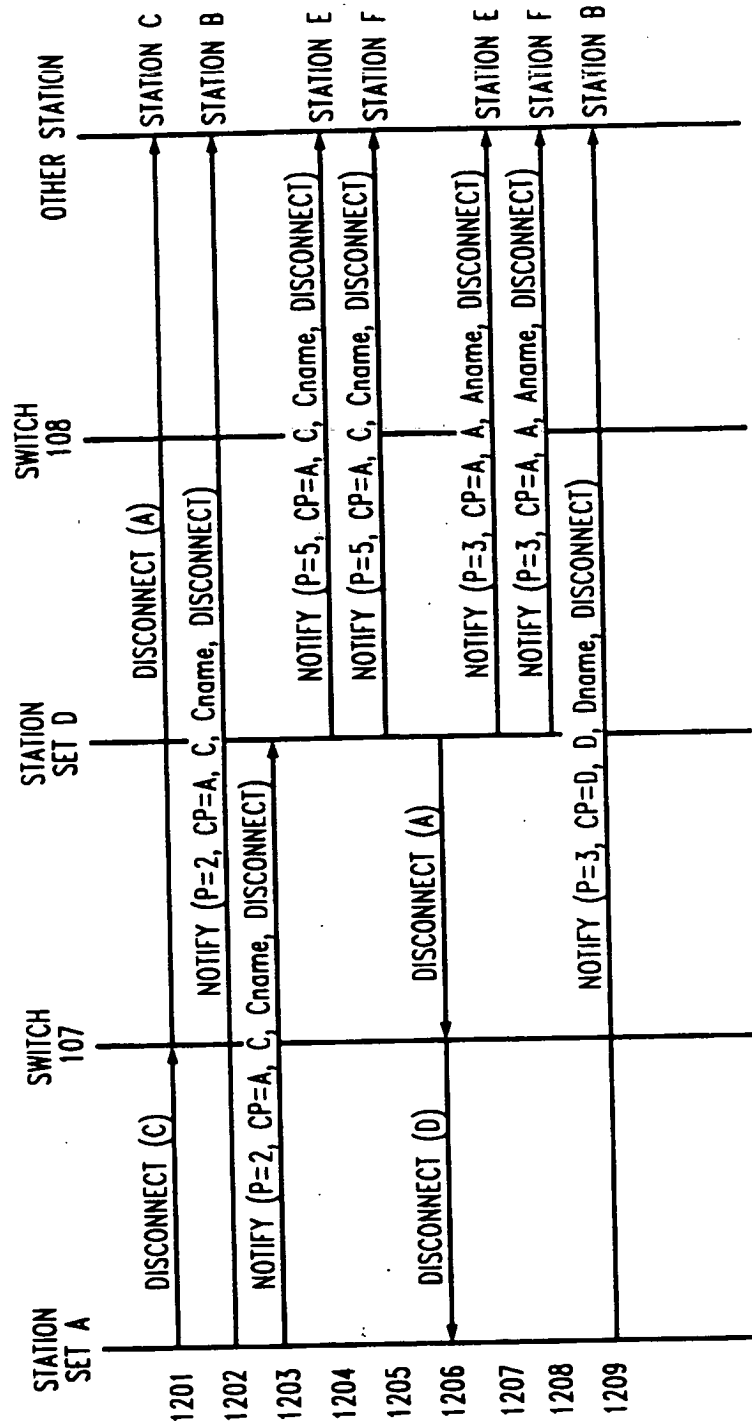 STATION SET A
SWITCH 107
STATION SET D
SWITCH 108
OTHER STATION
1201
DISCONNECT (C)
DISCONNECT (A)
STATION C
1202
NOTIFY (P=2, CP=A, C, Cname, DISCONNECT)
STATION B
1203
NOTIFY (P=2, CP=A, C, Cname, DISCONNECT)
1204
NOTIFY (P=5, CP=A, C, Cname, DISCONNECT)
STATION E
1205
NOTIFY (P=5, CP=A, C, Cname, DISCONNECT)
STATION F
1206
DISCONNECT (D)
DISCONNECT (A)
1207
NOTIFY (P=3, CP=A, A, Aname, DISCONNECT)
STATION E
1208
NOTIFY (P=3, CP=A, A, Aname, DISCONNECT)
STATION F
1209
NOTIFY (P=3, CP=D, D, Dname, DISCONNECT)
STATION B